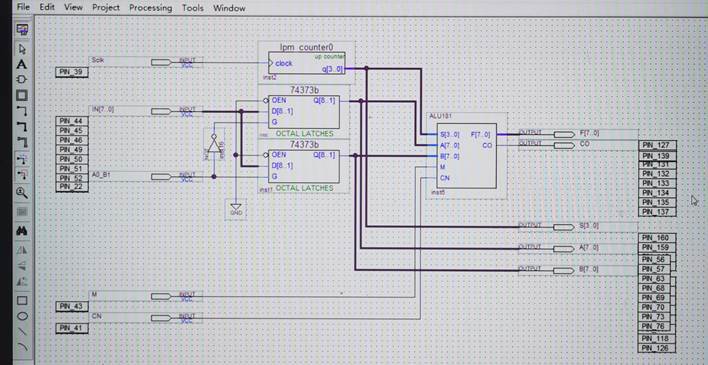 File Edit View Project Processing Tools Window
lpm_counter0
up counter
Sclk INPUT VCC clock q[3..0]
PIN_39
inst2
74373b
OEN Q[8..1]
IN[7..0] INPUT VCC D[8..1]
G
PIN_44
PIN_45
PIN_46
PIN_49
PIN_50
PIN_51
PIN_52
PIN_22
OCTAL LATCHES
74373b
OEN Q[8..1]
D[8..1]
A0_B1 INPUT VCC G
OCTAL LATCHES
GND
ALU181
S[3..0] F[7..0]
A[7..0] CO
B[7..0]
M
CN
inst5
OUTPUT F[7..0]
OUTPUT CO
PIN_127
PIN_139
PIN_131
PIN_132
PIN_133
PIN_134
PIN_135
PIN_137
OUTPUT S[3..0]
OUTPUT A[7..0]
OUTPUT B[7..0]
PIN_160
PIN_159
PIN_56
PIN_57
PIN_63
PIN_68
PIN_69
PIN_70
PIN_73
PIN_76
PIN_118
PIN_126
M INPUT VCC
PIN_43
CN INPUT VCC
PIN_41